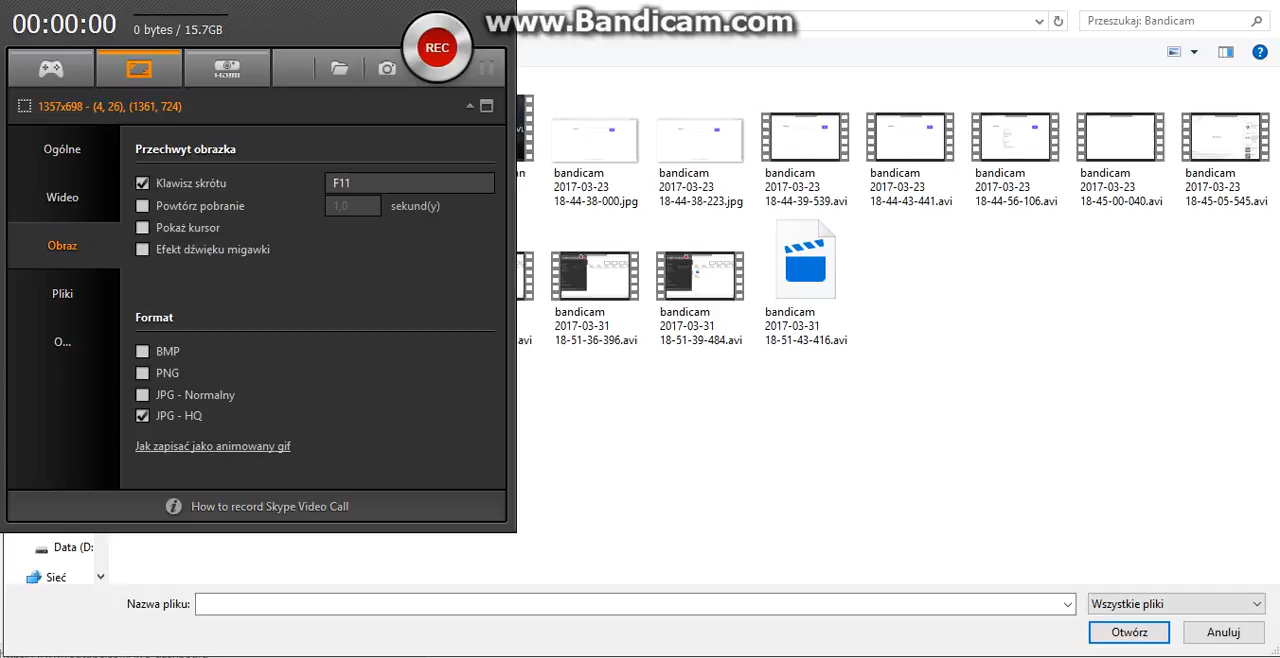 00:00:00
0 bytes / 15.7GB
REC
www.Bandicam.com
Przeszukaj: Bandicam
HDMI
1357x698 - (4, 26), (1361, 724)
Ogólne
Wideo
Obraz
Pliki
O...
Przechwyt obrazka
Klawisz skrótu
F11
Powtórz pobranie
1,0
sekund(y)
Pokaż kursor
Efekt dźwięku migawki
Format
BMP
PNG
JPG - Normalny
JPG - HQ
Jak zapisać jako animowany gif
How to record Skype Video Call
bandicam
2017-03-23
18-44-38-000.jpg
bandicam
2017-03-23
18-44-38-223.jpg
bandicam
2017-03-23
18-44-39-539.avi
bandicam
2017-03-23
18-44-43-441.avi
bandicam
2017-03-23
18-44-56-106.avi
bandicam
2017-03-23
18-45-00-040.avi
bandicam
2017-03-23
18-45-05-545.avi
avi
bandicam
2017-03-31
18-51-36-396.avi
bandicam
2017-03-31
18-51-39-484.avi
bandicam
2017-03-31
18-51-43-416.avi
Data (D:
Sieć
Nazwa pliku:
Wszystkie pliki
Otwórz
Anuluj